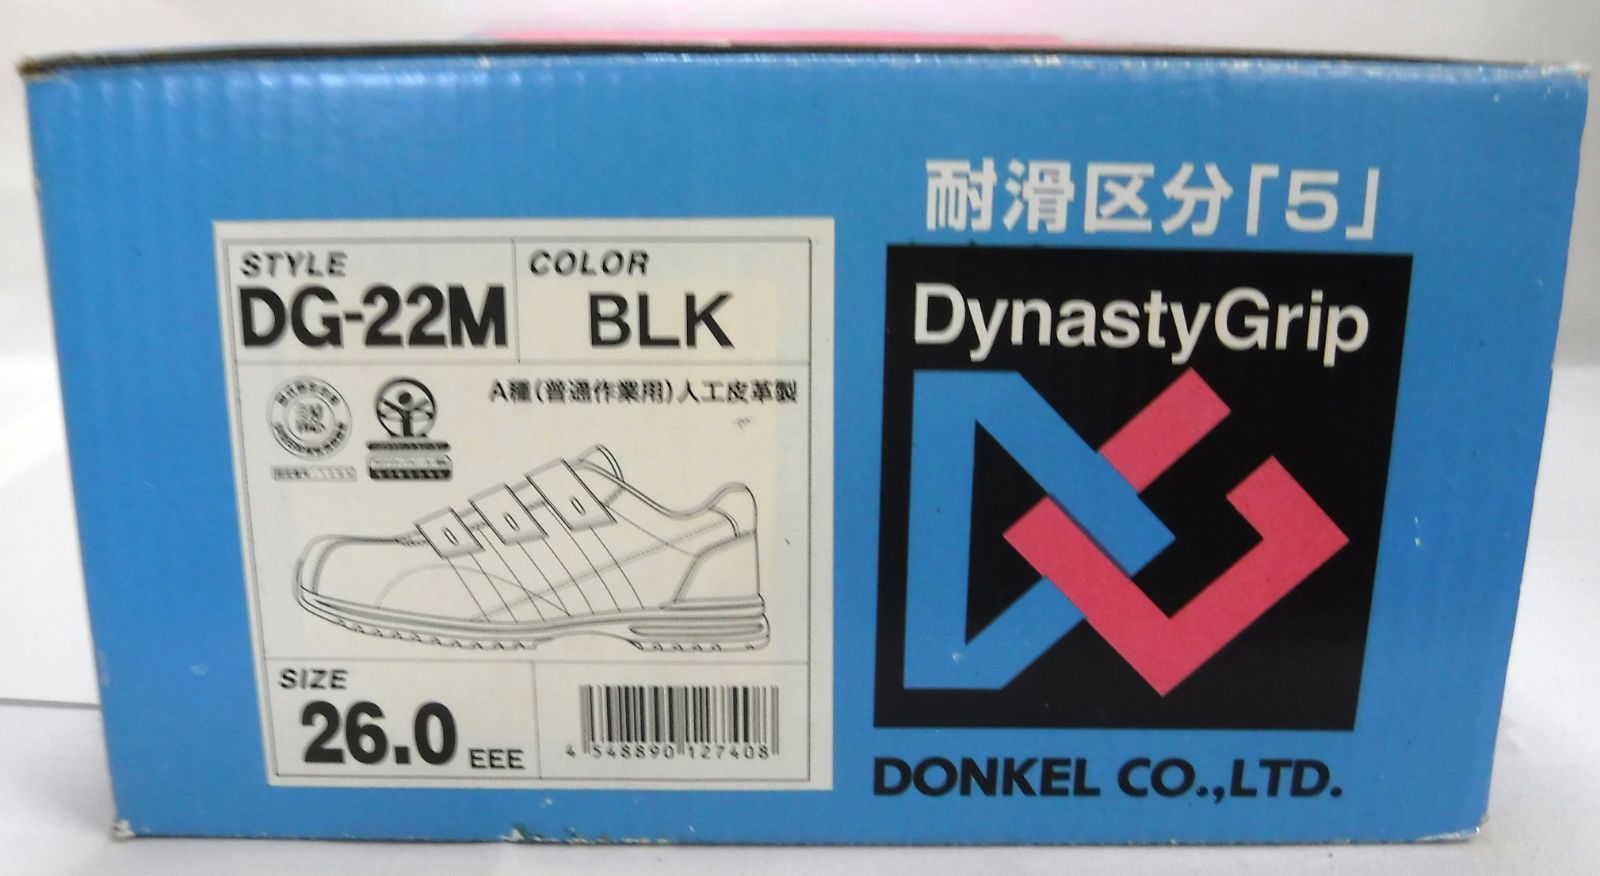 耐滑区分「5」
DynastyGrip
DONKEL CO.,LTD.
STYLE
DG-22M
COLOR
BLK
A種(普通作業用)人工皮革製
SIZE
26.0 EEE
4 548890 127408